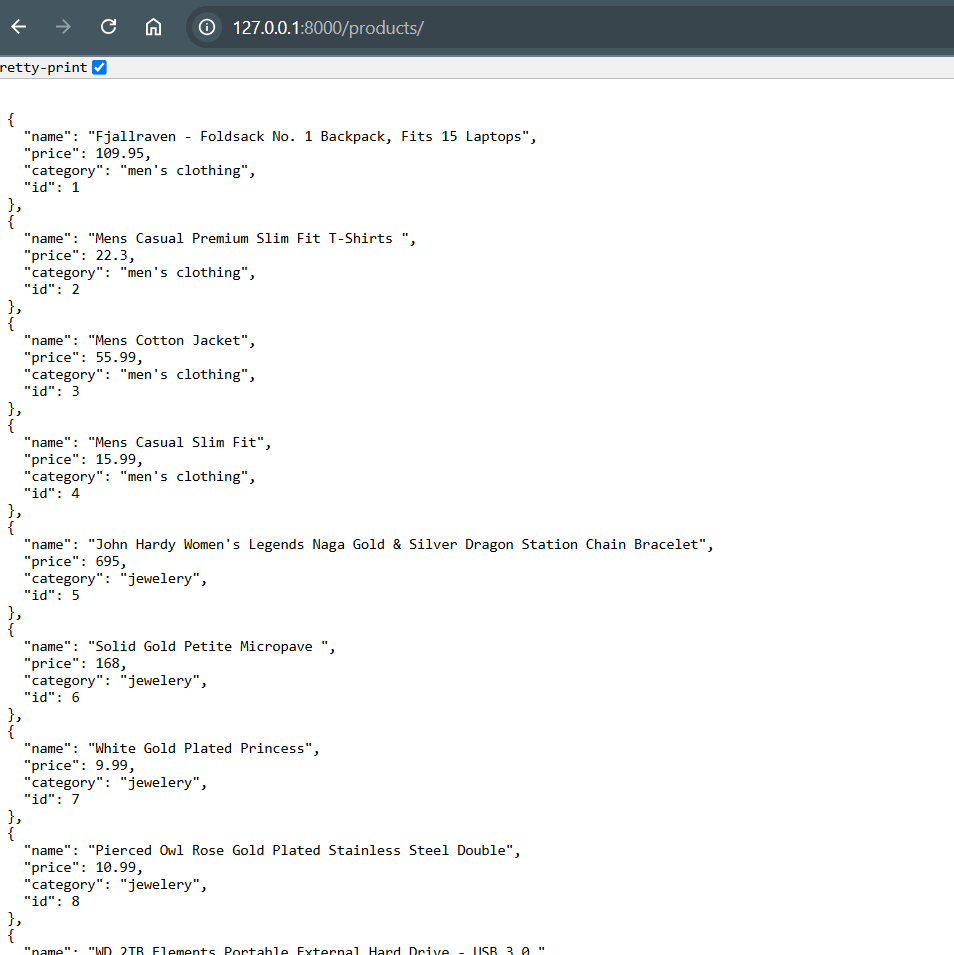 127.0.0.1:8000/products/
retty-print
{
"name": "Fjallraven - Foldsack No. 1 Backpack, Fits 15 Laptops",
"price": 109.95,
"category": "men's clothing",
"id": 1
},
{
"name": "Mens Casual Premium Slim Fit T-Shirts ",
"price": 22.3,
"category": "men's clothing",
"id": 2
},
{
"name": "Mens Cotton Jacket",
"price": 55.99,
"category": "men's clothing",
"id": 3
},
{
"name": "Mens Casual Slim Fit",
"price": 15.99,
"category": "men's clothing",
"id": 4
},
{
"name": "John Hardy Women's Legends Naga Gold & Silver Dragon Station Chain Bracelet",
"price": 695,
"category": "jewelery",
"id": 5
},
{
"name": "Solid Gold Petite Micropave ",
"price": 168,
"category": "jewelery",
"id": 6
},
{
"name": "White Gold Plated Princess",
"price": 9.99,
"category": "jewelery",
"id": 7
},
{
"name": "Pierced Owl Rose Gold Plated Stainless Steel Double",
"price": 10.99,
"category": "jewelery",
"id": 8
},
{
"name": "WD 2TB Elements Portable External Hard Drive - USB 3.0 "